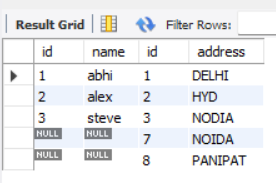 Result Grid Filter Rows:
id name id address
1 abhi 1 DELHI
2 alex 2 HYD
3 steve 3 NODIA
NULL NULL 7 NOIDA
NULL NULL 8 PANIPAT